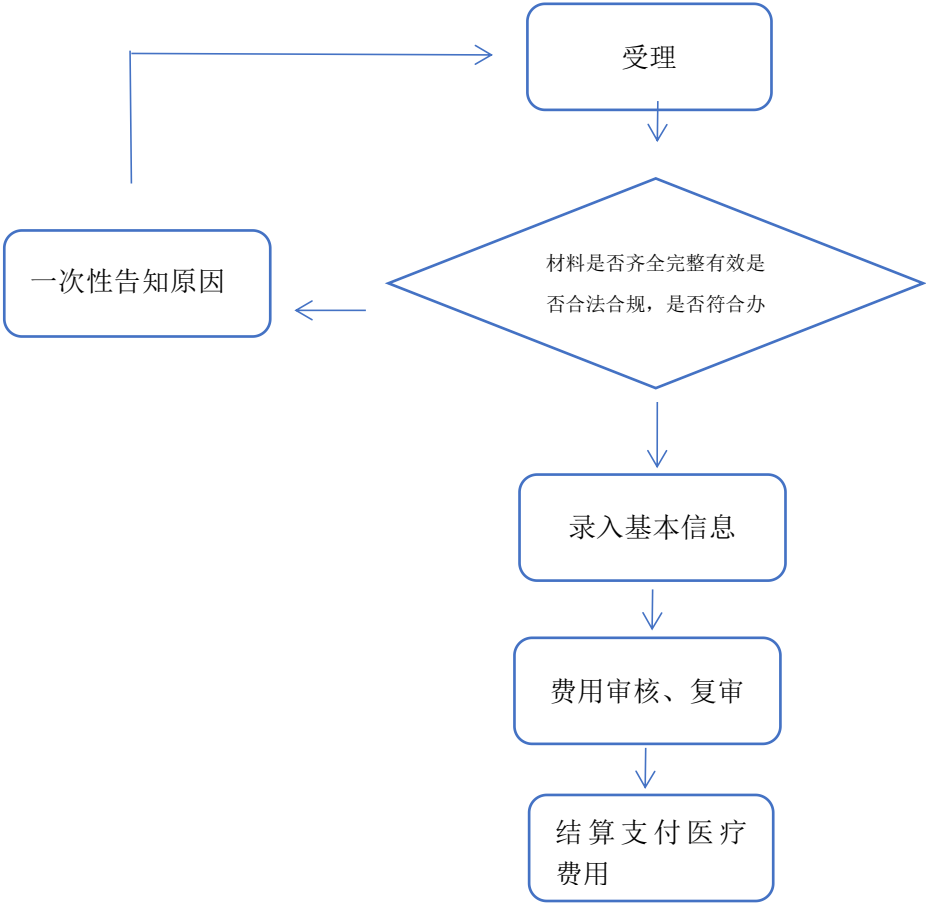 受理
材料是否齐全完整有效是
否合法合规，是否符合办
一次性告知原因
录入基本信息
费用审核、复审
结算支付医疗
费用